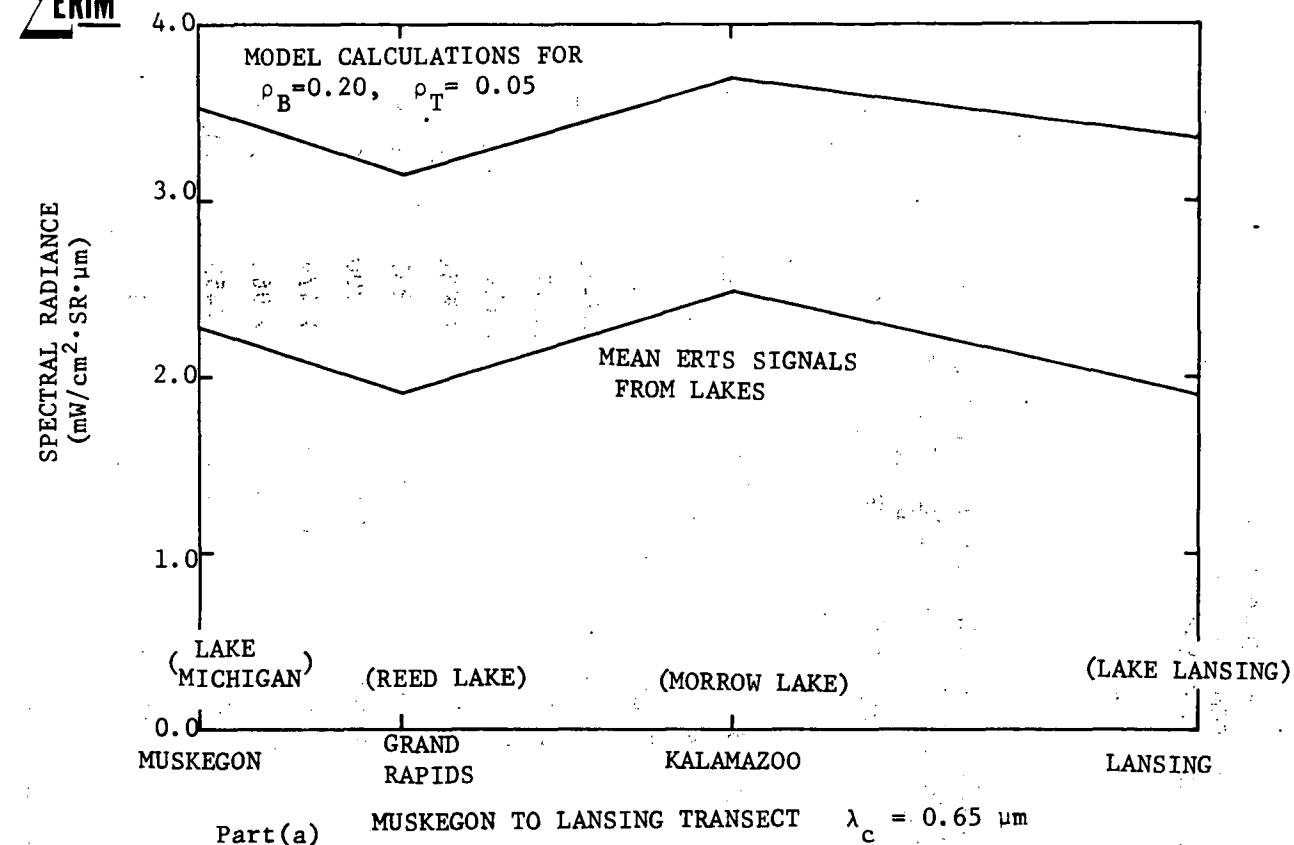 ERIM
4.0
MODEL CALCULATIONS FOR
ρB=0.20, ρT= 0.05
3.0
SPECTRAL RADIANCE
(mW/cm²·SR·μm)
MEAN ERTS SIGNALS
FROM LAKES
2.0
1.0
(LAKE
MICHIGAN)
(REED LAKE)
(MORROW LAKE)
(LAKE LANSING)
0.0
MUSKEGON
GRAND
RAPIDS
KALAMAZOO
LANSING
Part(a) MUSKEGON TO LANSING TRANSECT λc = 0.65 μm